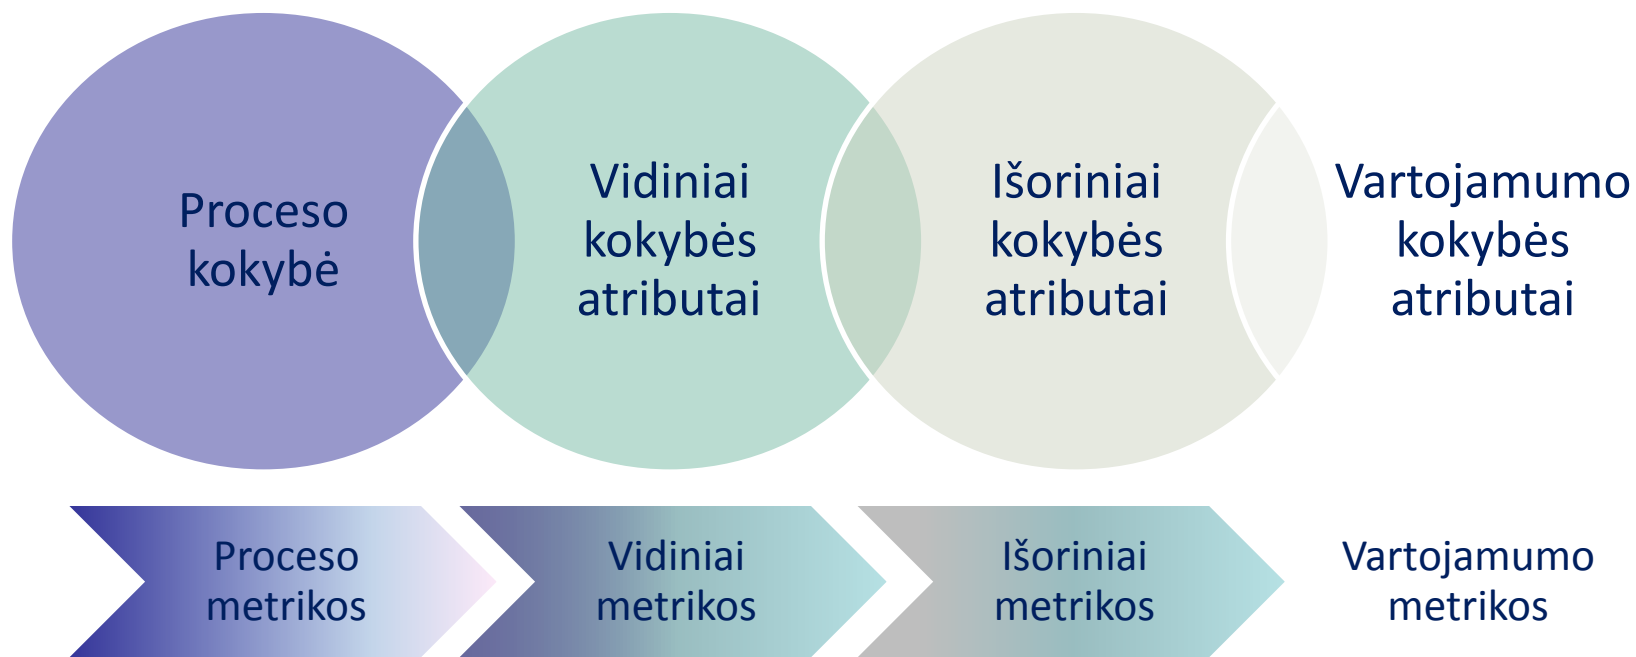 Proceso
kokybė
Vidiniai
kokybės
atributai
Išoriniai
kokybės
atributai
Vartojamumo
kokybės
atributai
Proceso
metrikos
Vidiniai
metrikos
Išoriniai
metrikos
Vartojamumo
metrikos